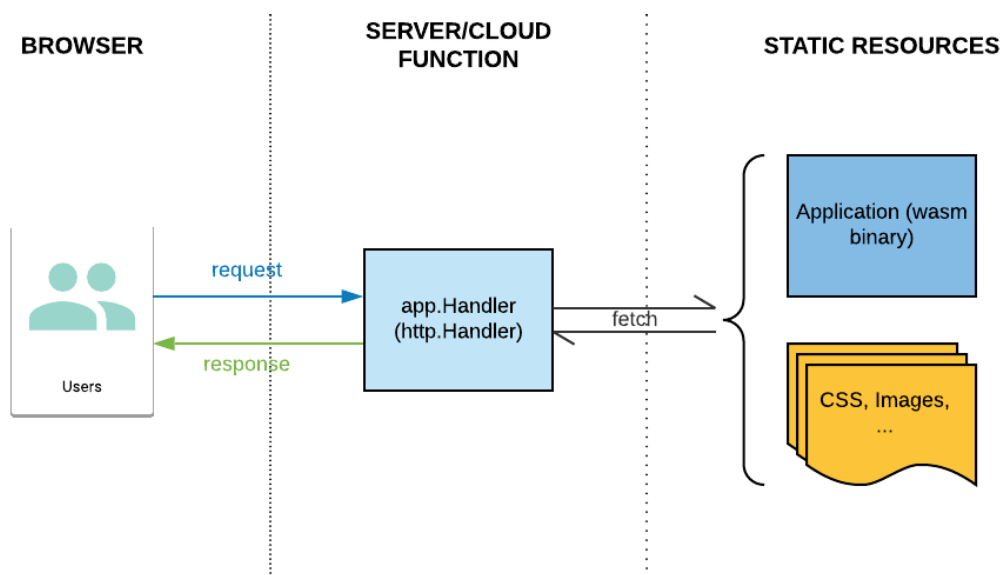 BROWSER
SERVER/CLOUD
FUNCTION
STATIC RESOURCES
Users
request
response
app.Handler
(http.Handler)
fetch
Application (wasm
binary)
CSS, Images,
...